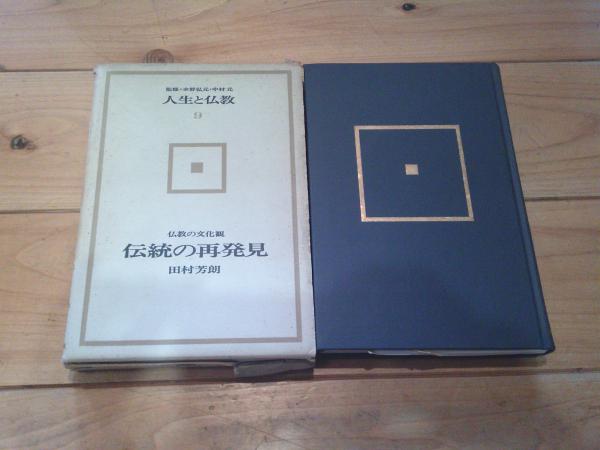 監修・水野弘元・中村元
人生と仏教
9
仏教の文化観
伝統の再発見
田村芳朗